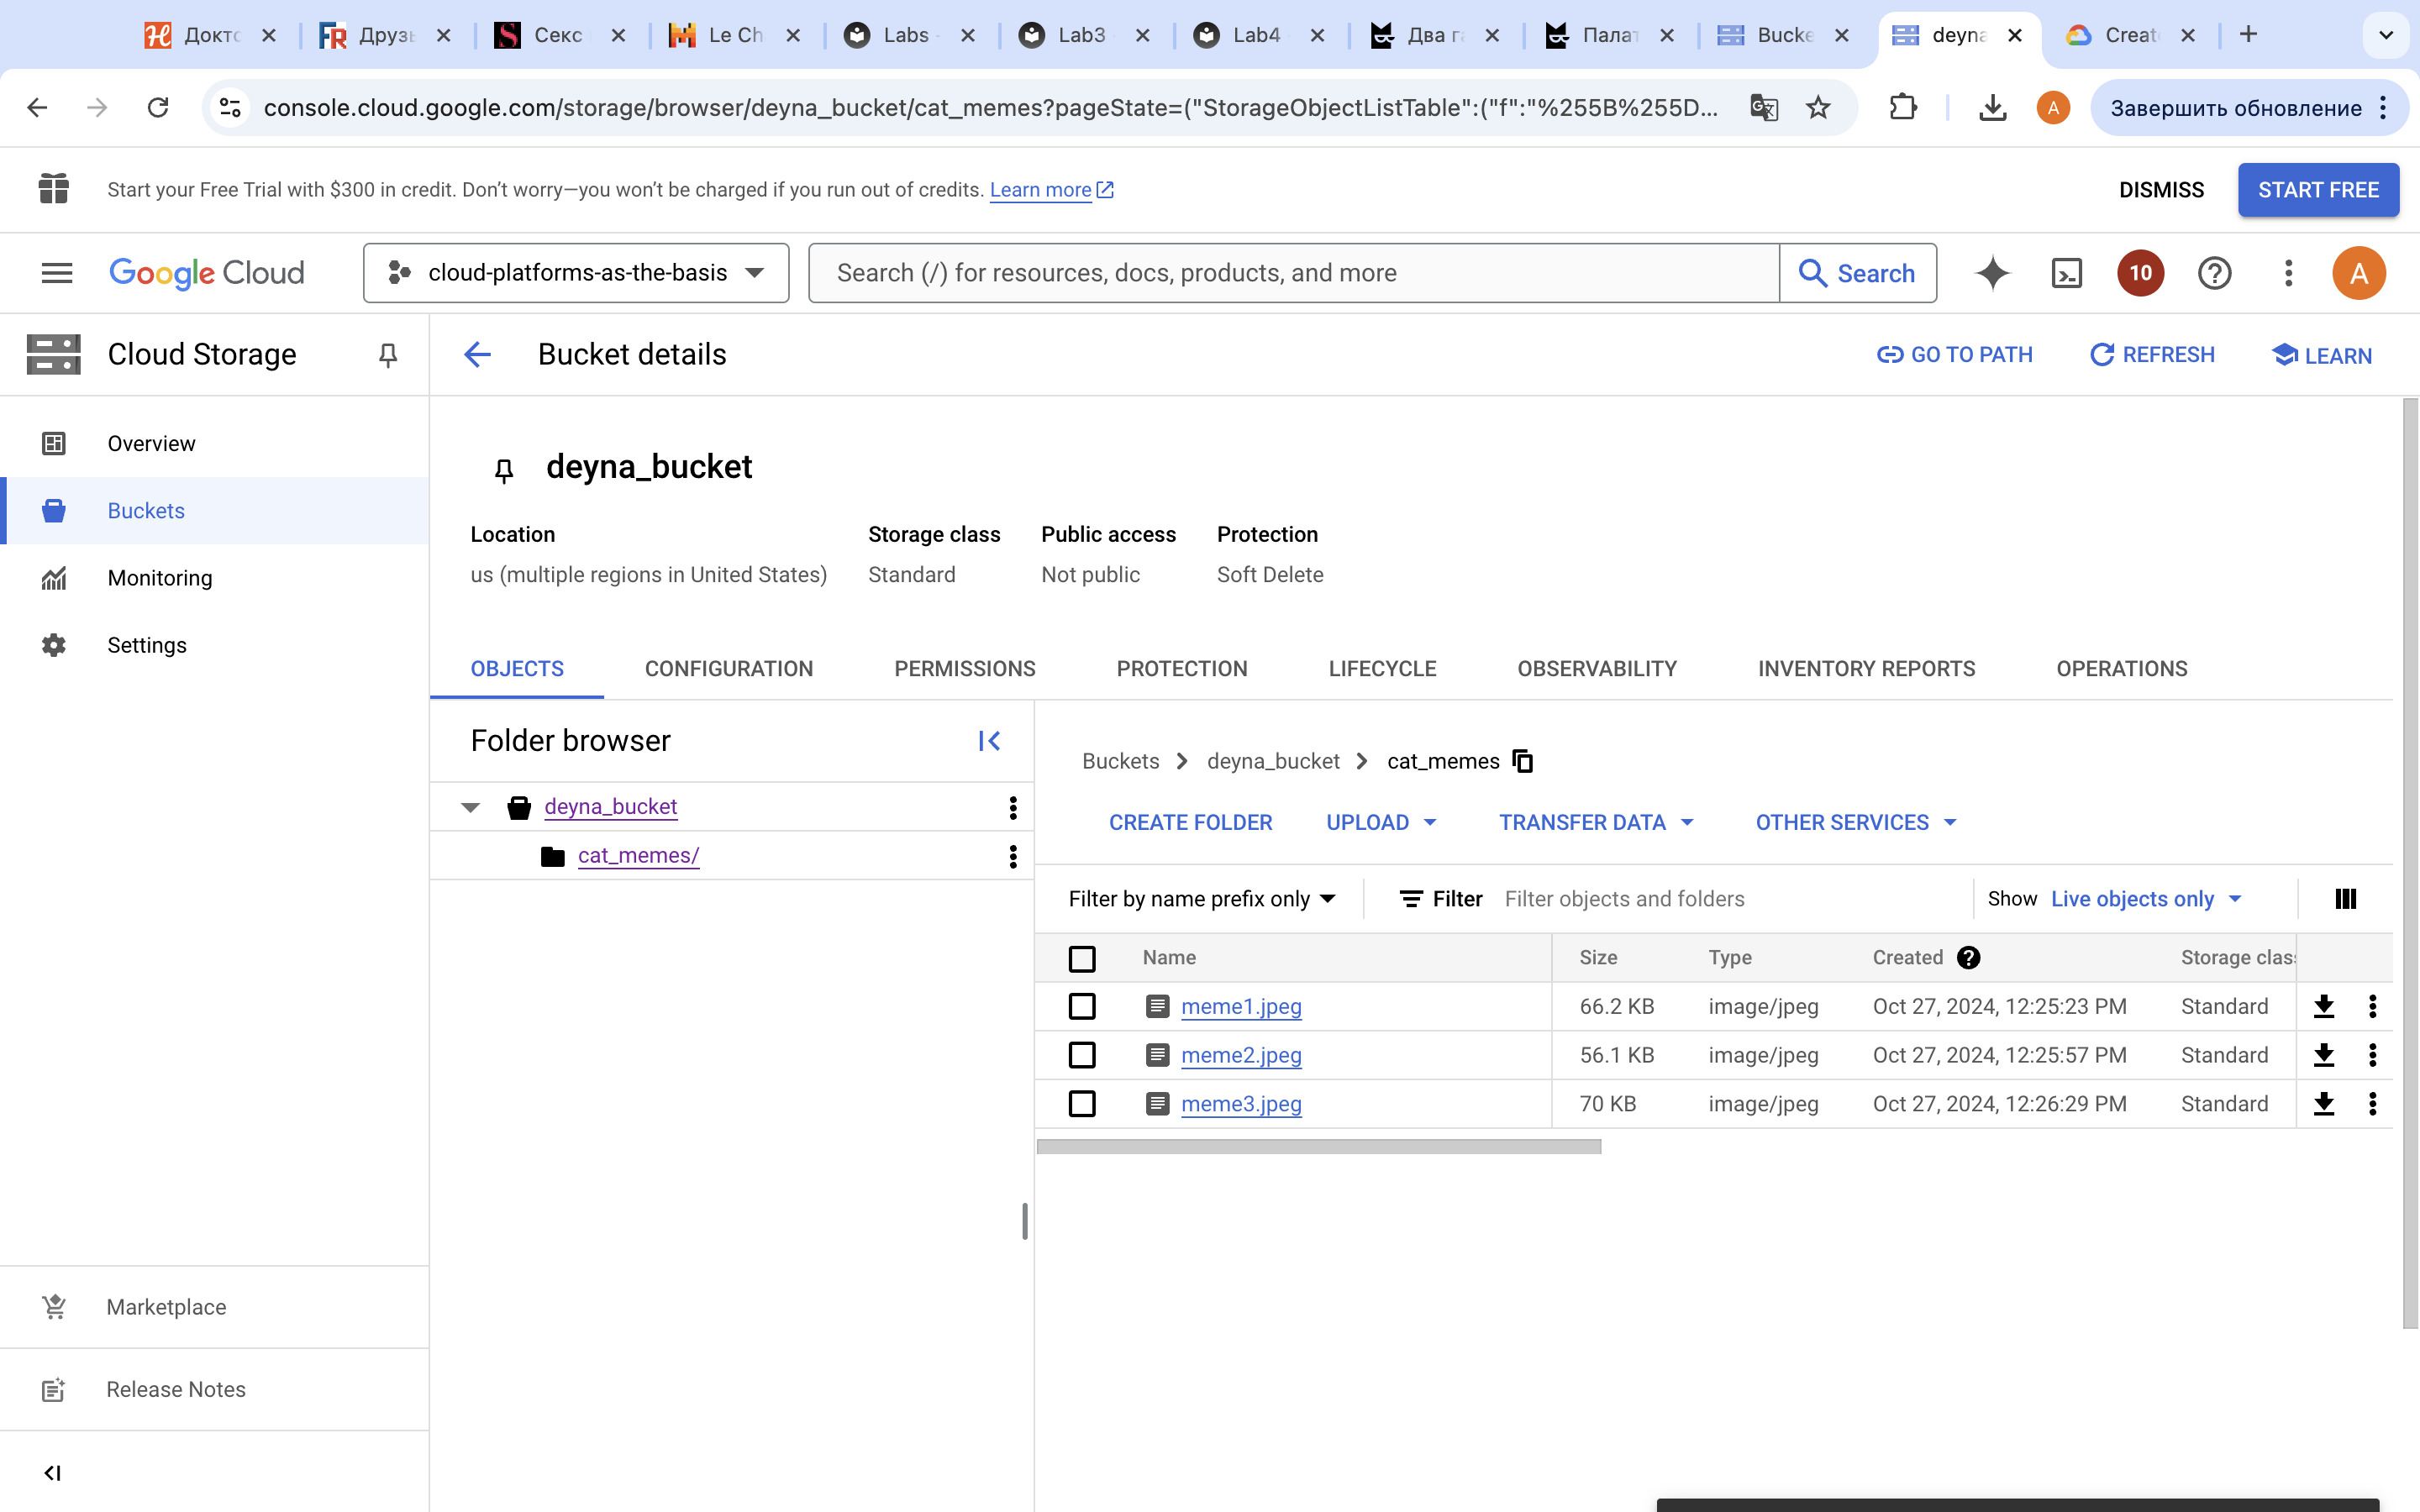 Докто
Друзь
Секс
Le Ch
Labs -
Lab3
Lab4
Два га
Палат
Bucke
deyna
Creat
console.cloud.google.com/storage/browser/deyna_bucket/cat_memes?pageState=("StorageObjectListTable":("f":"%255B%255D...
A
Завершить обновление
Start your Free Trial with $300 in credit. Don't worry—you won't be charged if you run out of credits. Learn more
DISMISS
START FREE
Google Cloud
cloud-platforms-as-the-basis
Search (/) for resources, docs, products, and more
Search
10
A
Cloud Storage
Bucket details
GO TO PATH
REFRESH
LEARN
Overview
Buckets
Monitoring
Settings
Marketplace
Release Notes
deyna_bucket
Location Storage class Public access Protection
us (multiple regions in United States) Standard Not public Soft Delete
OBJECTS CONFIGURATION PERMISSIONS PROTECTION LIFECYCLE OBSERVABILITY INVENTORY REPORTS OPERATIONS
Folder browser
deyna_bucket
cat_memes/
Buckets > deyna_bucket > cat_memes
CREATE FOLDER UPLOAD TRANSFER DATA OTHER SERVICES
Filter by name prefix only Filter Filter objects and folders Show Live objects only
Name Size Type Created Storage class
meme1.jpeg 66.2 KB image/jpeg Oct 27, 2024, 12:25:23 PM Standard
meme2.jpeg 56.1 KB image/jpeg Oct 27, 2024, 12:25:57 PM Standard
meme3.jpeg 70 KB image/jpeg Oct 27, 2024, 12:26:29 PM Standard